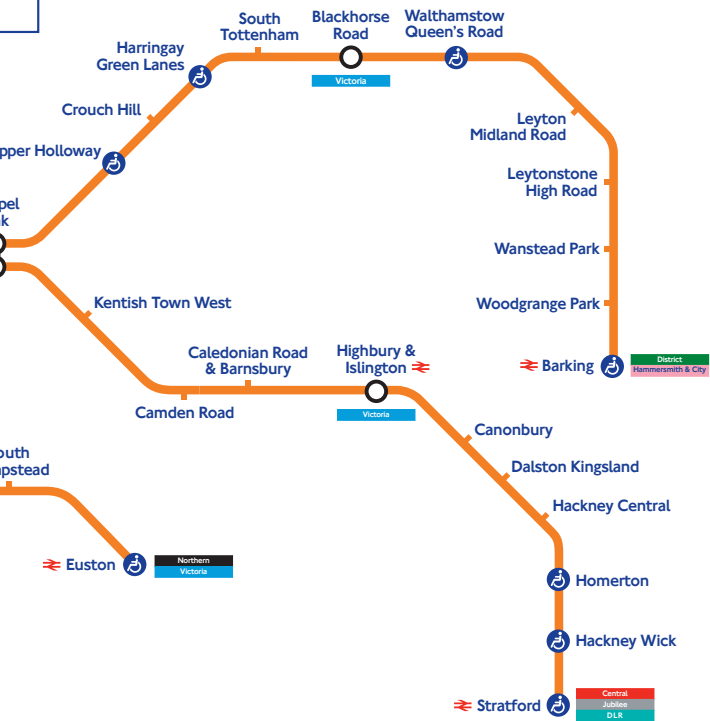 South
Tottenham
Blackhorse
Road
Victoria
Walthamstow
Queen's Road
Harringay
Green Lanes
Crouch Hill
pper Holloway
pel
k
Leyton
Midland Road
Leytonstone
High Road
Wanstead Park
Woodgrange Park
Barking
District
Hammersmith & City
Kentish Town West
Caledonian Road
& Barnsbury
Highbury &
Islington
Victoria
Camden Road
Canonbury
Dalston Kingsland
Hackney Central
outh
pstead
Euston
Northern
Victoria
Homerton
Hackney Wick
Stratford
Central
Jubilee
DLR